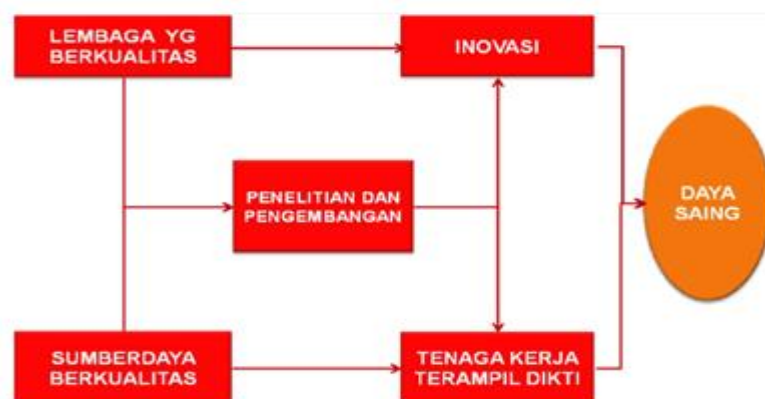 LEMBAGA YG
BERKUALITAS
INOVASI
PENELITIAN DAN
PENGEMBANGAN
DAYA
SAING
SUMBERDAYA
BERKUALITAS
TENAGA KERJA
TERAMPIL DIKTI